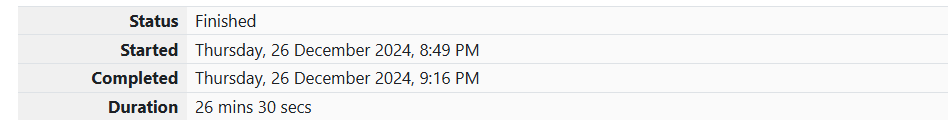 Status Finished
Started Thursday, 26 December 2024, 8:49 PM
Completed Thursday, 26 December 2024, 9:16 PM
Duration 26 mins 30 secs